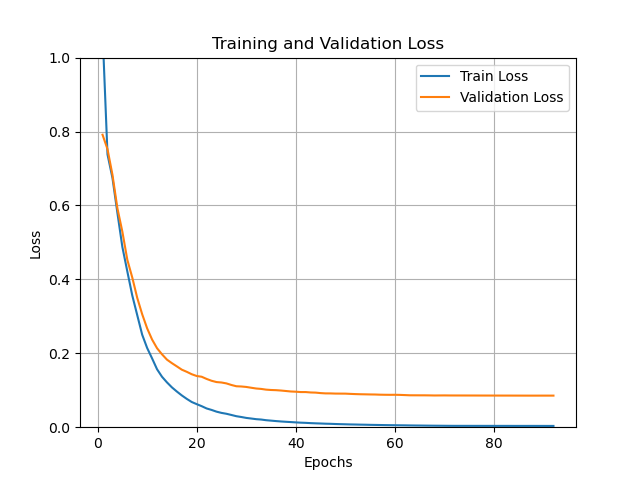 Training and Validation Loss
Train Loss
Validation Loss
1.0
0.8
0.6
0.4
0.2
0.0
Loss
0 20 40 60 80
Epochs